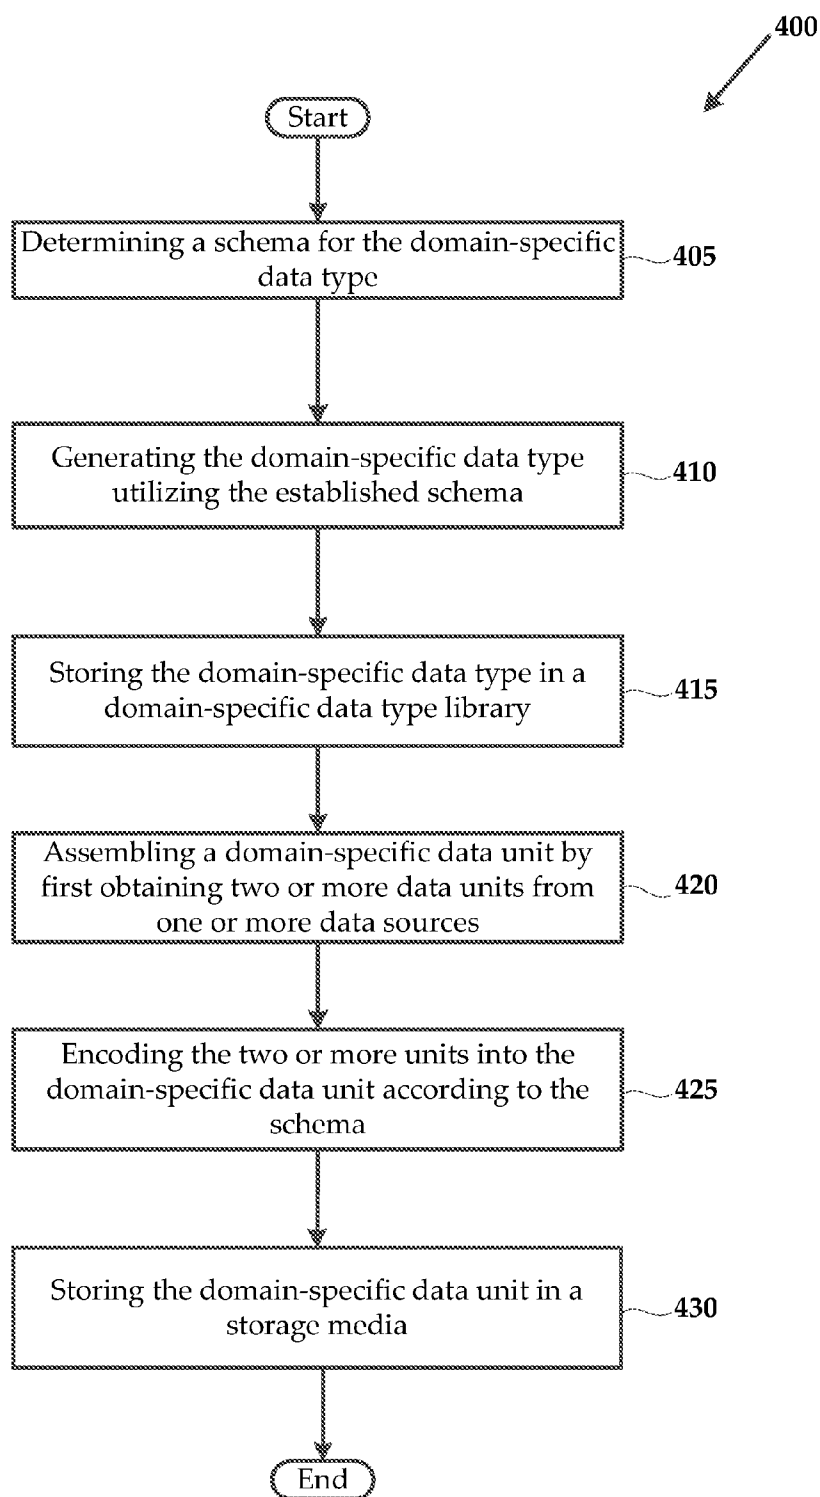 400
Start
Determining a schema for the domain-specific
data type
405
Generating the domain-specific data type
utilizing the established schema
410
Storing the domain-specific data type in a
domain-specific data type library
415
Assembling a domain-specific data unit by
first obtaining two or more data units from
one or more data sources
420
Encoding the two or more units into the
domain-specific data unit according to the
schema
425
Storing the domain-specific data unit in a
storage media
430
End